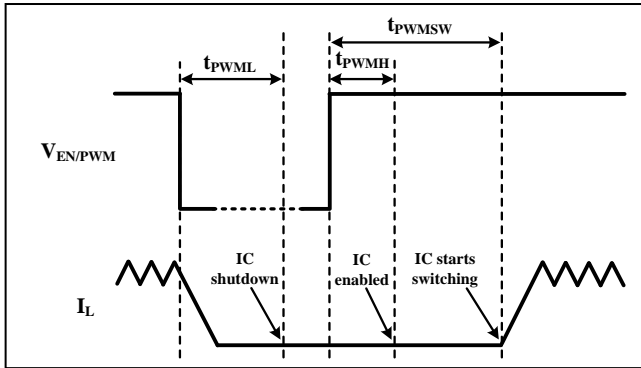 tPWMSW
tPWML
tPWMH
VEN/PWM
IC
shutdown
IC
enabled
IC starts
switching
IL